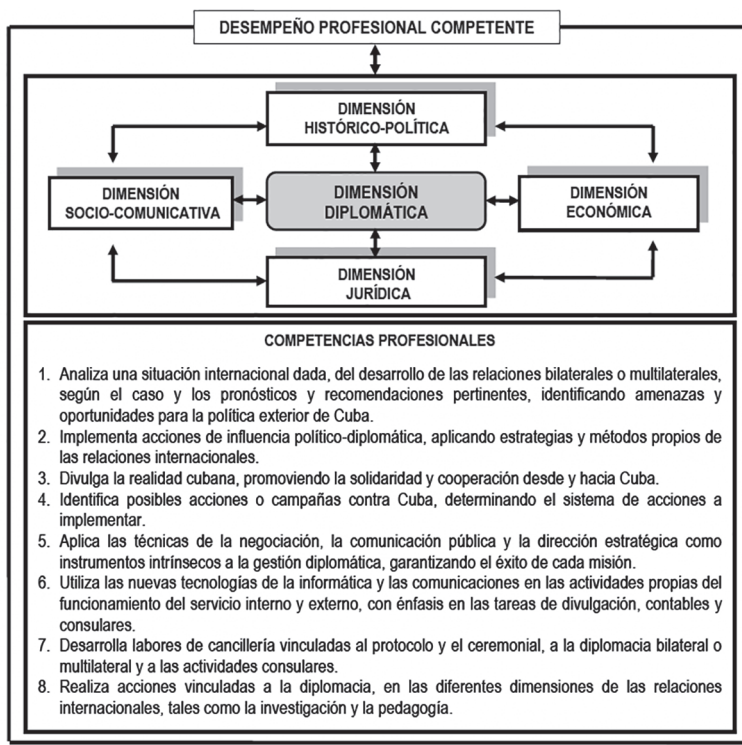 DESEMPEÑO PROFESIONAL COMPETENTE
DIMENSIÓN
HISTÓRICO-POLÍTICA
DIMENSIÓN
SOCIO-COMUNICATIVA
DIMENSIÓN
DIPLOMÁTICA
DIMENSIÓN
ECONÓMICA
DIMENSIÓN
JURÍDICA
COMPETENCIAS PROFESIONALES
1. Analiza una situación internacional dada, del desarrollo de las relaciones bilaterales o multilaterales,
según el caso y los pronósticos y recomendaciones pertinentes, identificando amenazas y
oportunidades para la política exterior de Cuba.
2. Implementa acciones de influencia político-diplomática, aplicando estrategias y métodos propios de
las relaciones internacionales.
3. Divulga la realidad cubana, promoviendo la solidaridad y cooperación desde y hacia Cuba.
4. Identifica posibles acciones o campañas contra Cuba, determinando el sistema de acciones a
implementar.
5. Aplica las técnicas de la negociación, la comunicación pública y la dirección estratégica como
instrumentos intrínsecos a la gestión diplomática, garantizando el éxito de cada misión.
6. Utiliza las nuevas tecnologías de la informática y las comunicaciones en las actividades propias del
funcionamiento del servicio interno y externo, con énfasis en las tareas de divulgación, contables y
consulares.
7. Desarrolla labores de cancillería vinculadas al protocolo y el ceremonial, a la diplomacia bilateral o
multilateral y a las actividades consulares.
8. Realiza acciones vinculadas a la diplomacia, en las diferentes dimensiones de las relaciones
internacionales, tales como la investigación y la pedagogía.